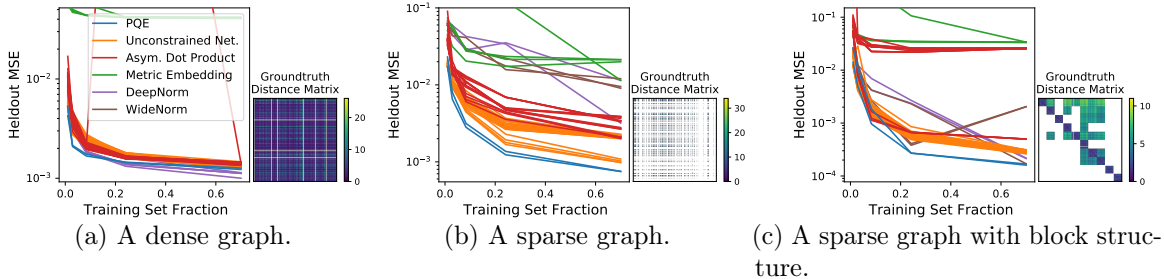 Heldout MSE
10⁻²
10⁻³
PQE
Unconstrained Net.
Asym. Dot Product
Metric Embedding
DeepNorm
WideNorm
Groundtruth
Distance Matrix
20
10
0
0.0 0.2 0.4 0.6
Training Set Fraction
(a) A dense graph.
Heldout MSE
10⁻¹
10⁻²
10⁻³
Groundtruth
Distance Matrix
30
20
10
0
0.0 0.2 0.4 0.6
Training Set Fraction
(b) A sparse graph.
Heldout MSE
10⁻¹
10⁻²
10⁻³
10⁻⁴
Groundtruth
Distance Matrix
10
5
0
0.0 0.2 0.4 0.6
Training Set Fraction
(c) A sparse graph with block struc-
ture.